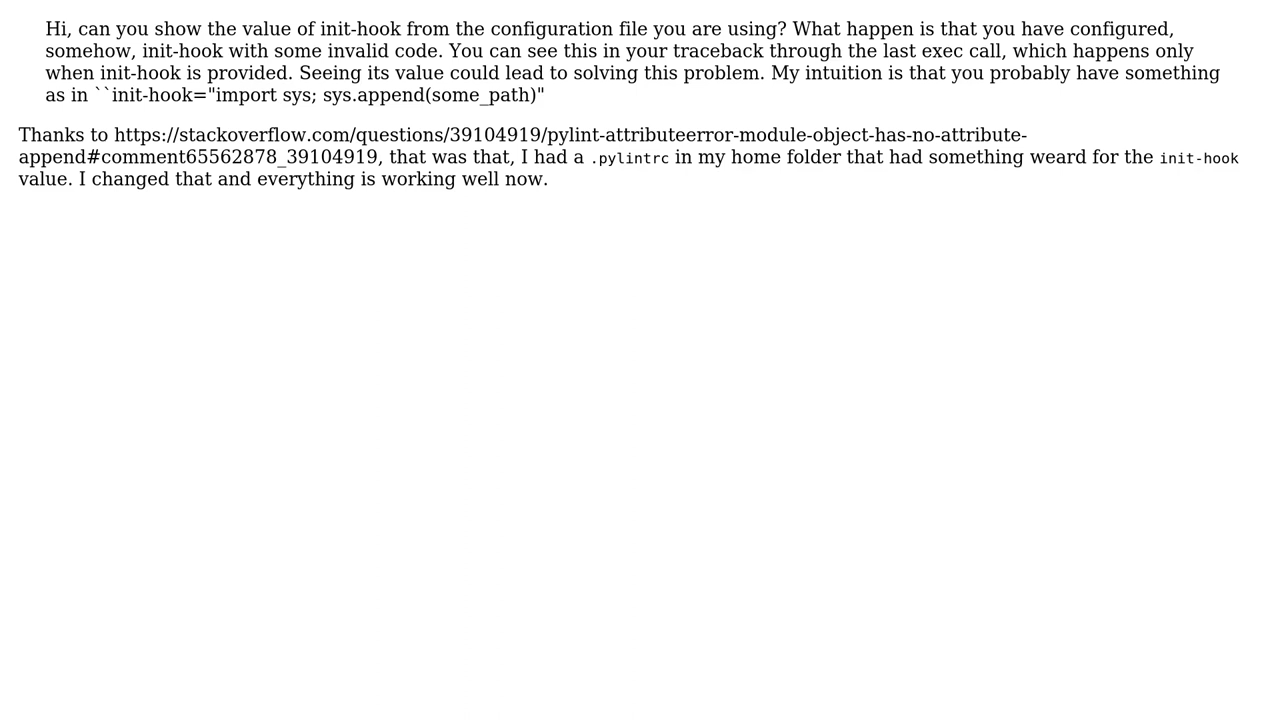 Hi, can you show the value of init-hook from the configuration file you are using? What happen is that you have configured,
somehow, init-hook with some invalid code. You can see this in your traceback through the last exec call, which happens only
when init-hook is provided. Seeing its value could lead to solving this problem. My intuition is that you probably have something
as in ``init-hook="import sys; sys.append(some_path)"
Thanks to https://stackoverflow.com/questions/39104919/pylint-attributeerror-module-object-has-no-attribute-
append#comment65562878_39104919, that was that, I had a .pylintrc in my home folder that had something weard for the init-hook
value. I changed that and everything is working well now.